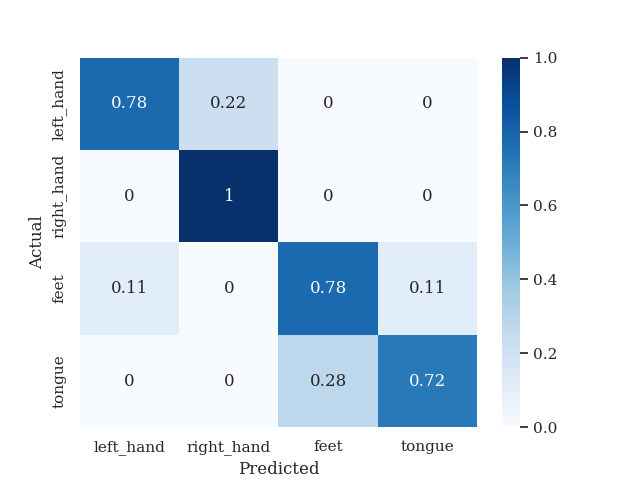 left_hand 0.78 0.22 0 0
right_hand 0 1 0 0
feet 0.11 0 0.78 0.11
tongue 0 0 0.28 0.72
left_hand right_hand feet tongue
Predicted
Actual
1.0
0.8
0.6
0.4
0.2
0.0